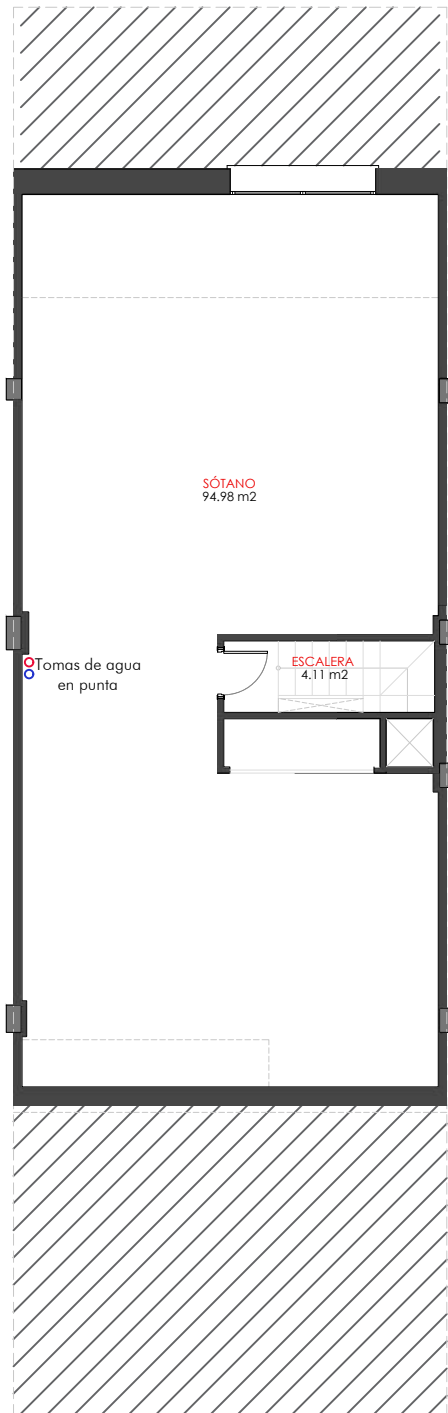 SÓTANO
94.98 m2
Tomas de agua
en punta
ESCALERA
4.11 m2